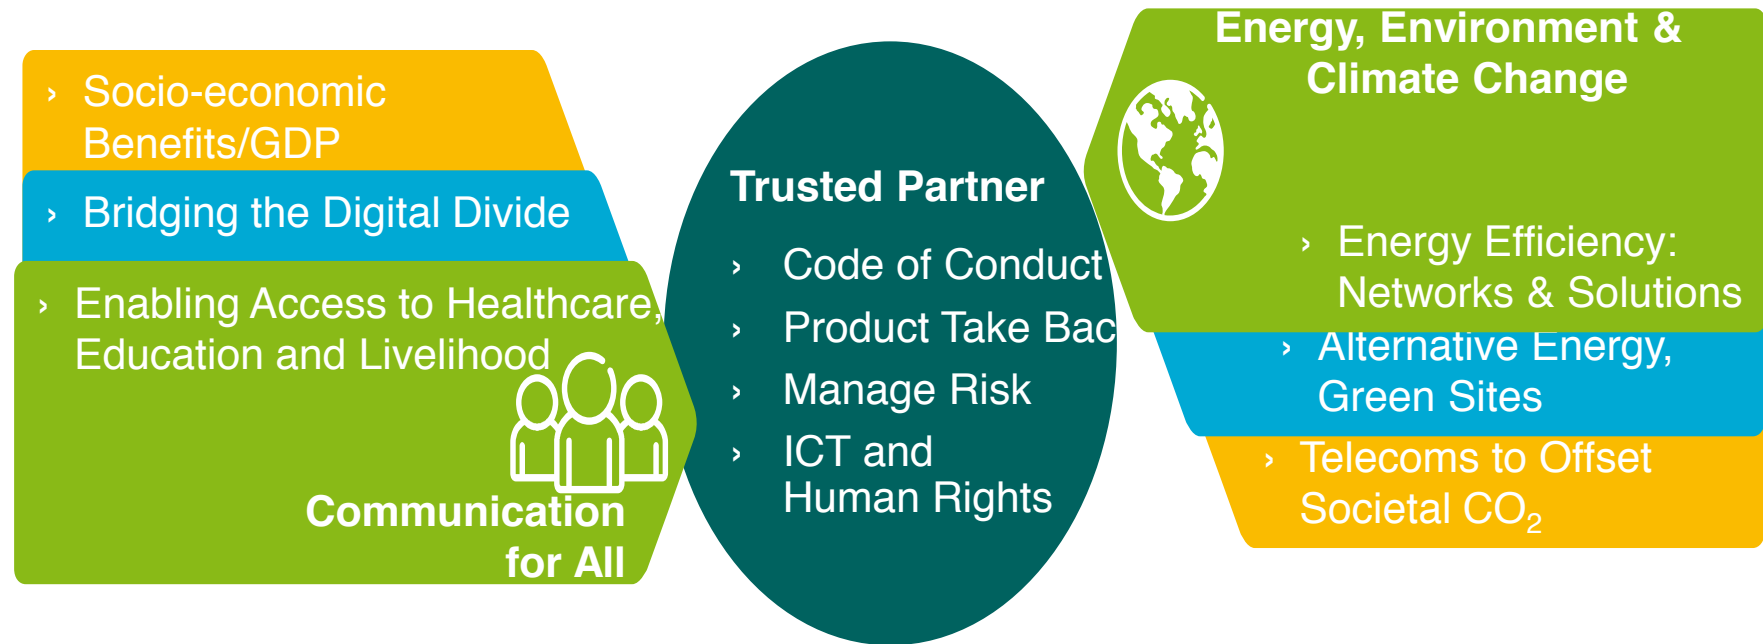 › Socio-economic
Benefits/GDP
› Bridging the Digital Divide
› Enabling Access to Healthcare,
Education and Livelihood
Communication
for All
Trusted Partner
› Code of Conduct
› Product Take Bac
› Manage Risk
› ICT and
Human Rights
Energy, Environment &
Climate Change
› Energy Efficiency:
Networks & Solutions
› Alternative Energy,
Green Sites
› Telecoms to Offset
Societal CO₂